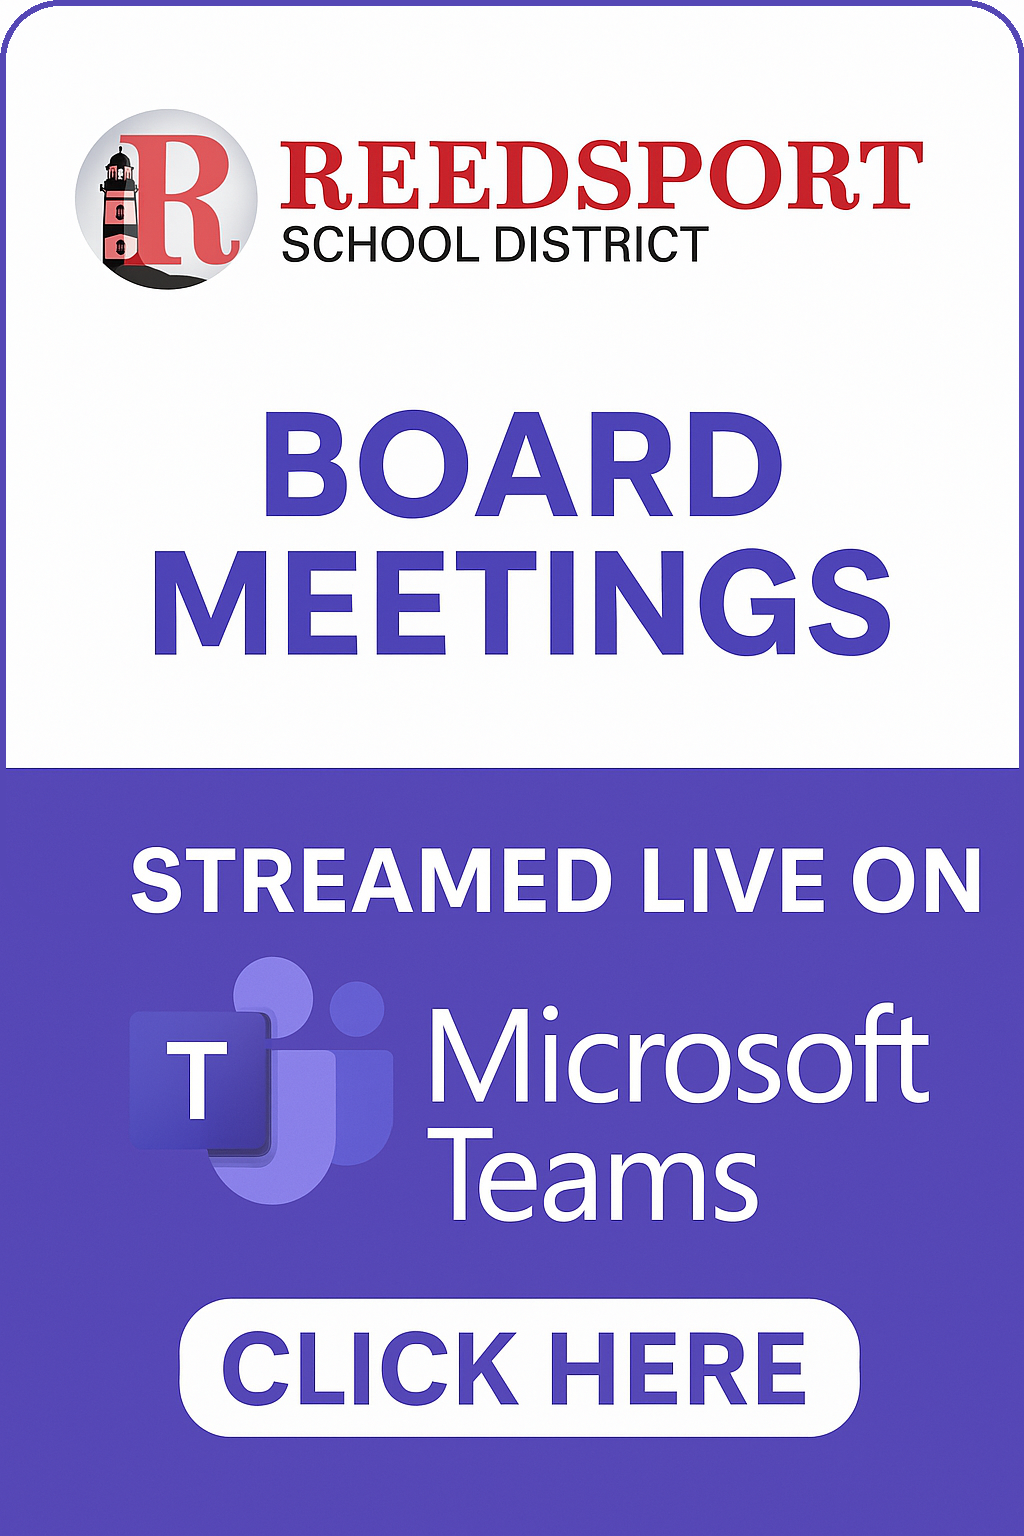 R REEDSPORT
SCHOOL DISTRICT
BOARD
MEETINGS
STREAMED LIVE ON
T Microsoft
Teams
CLICK HERE